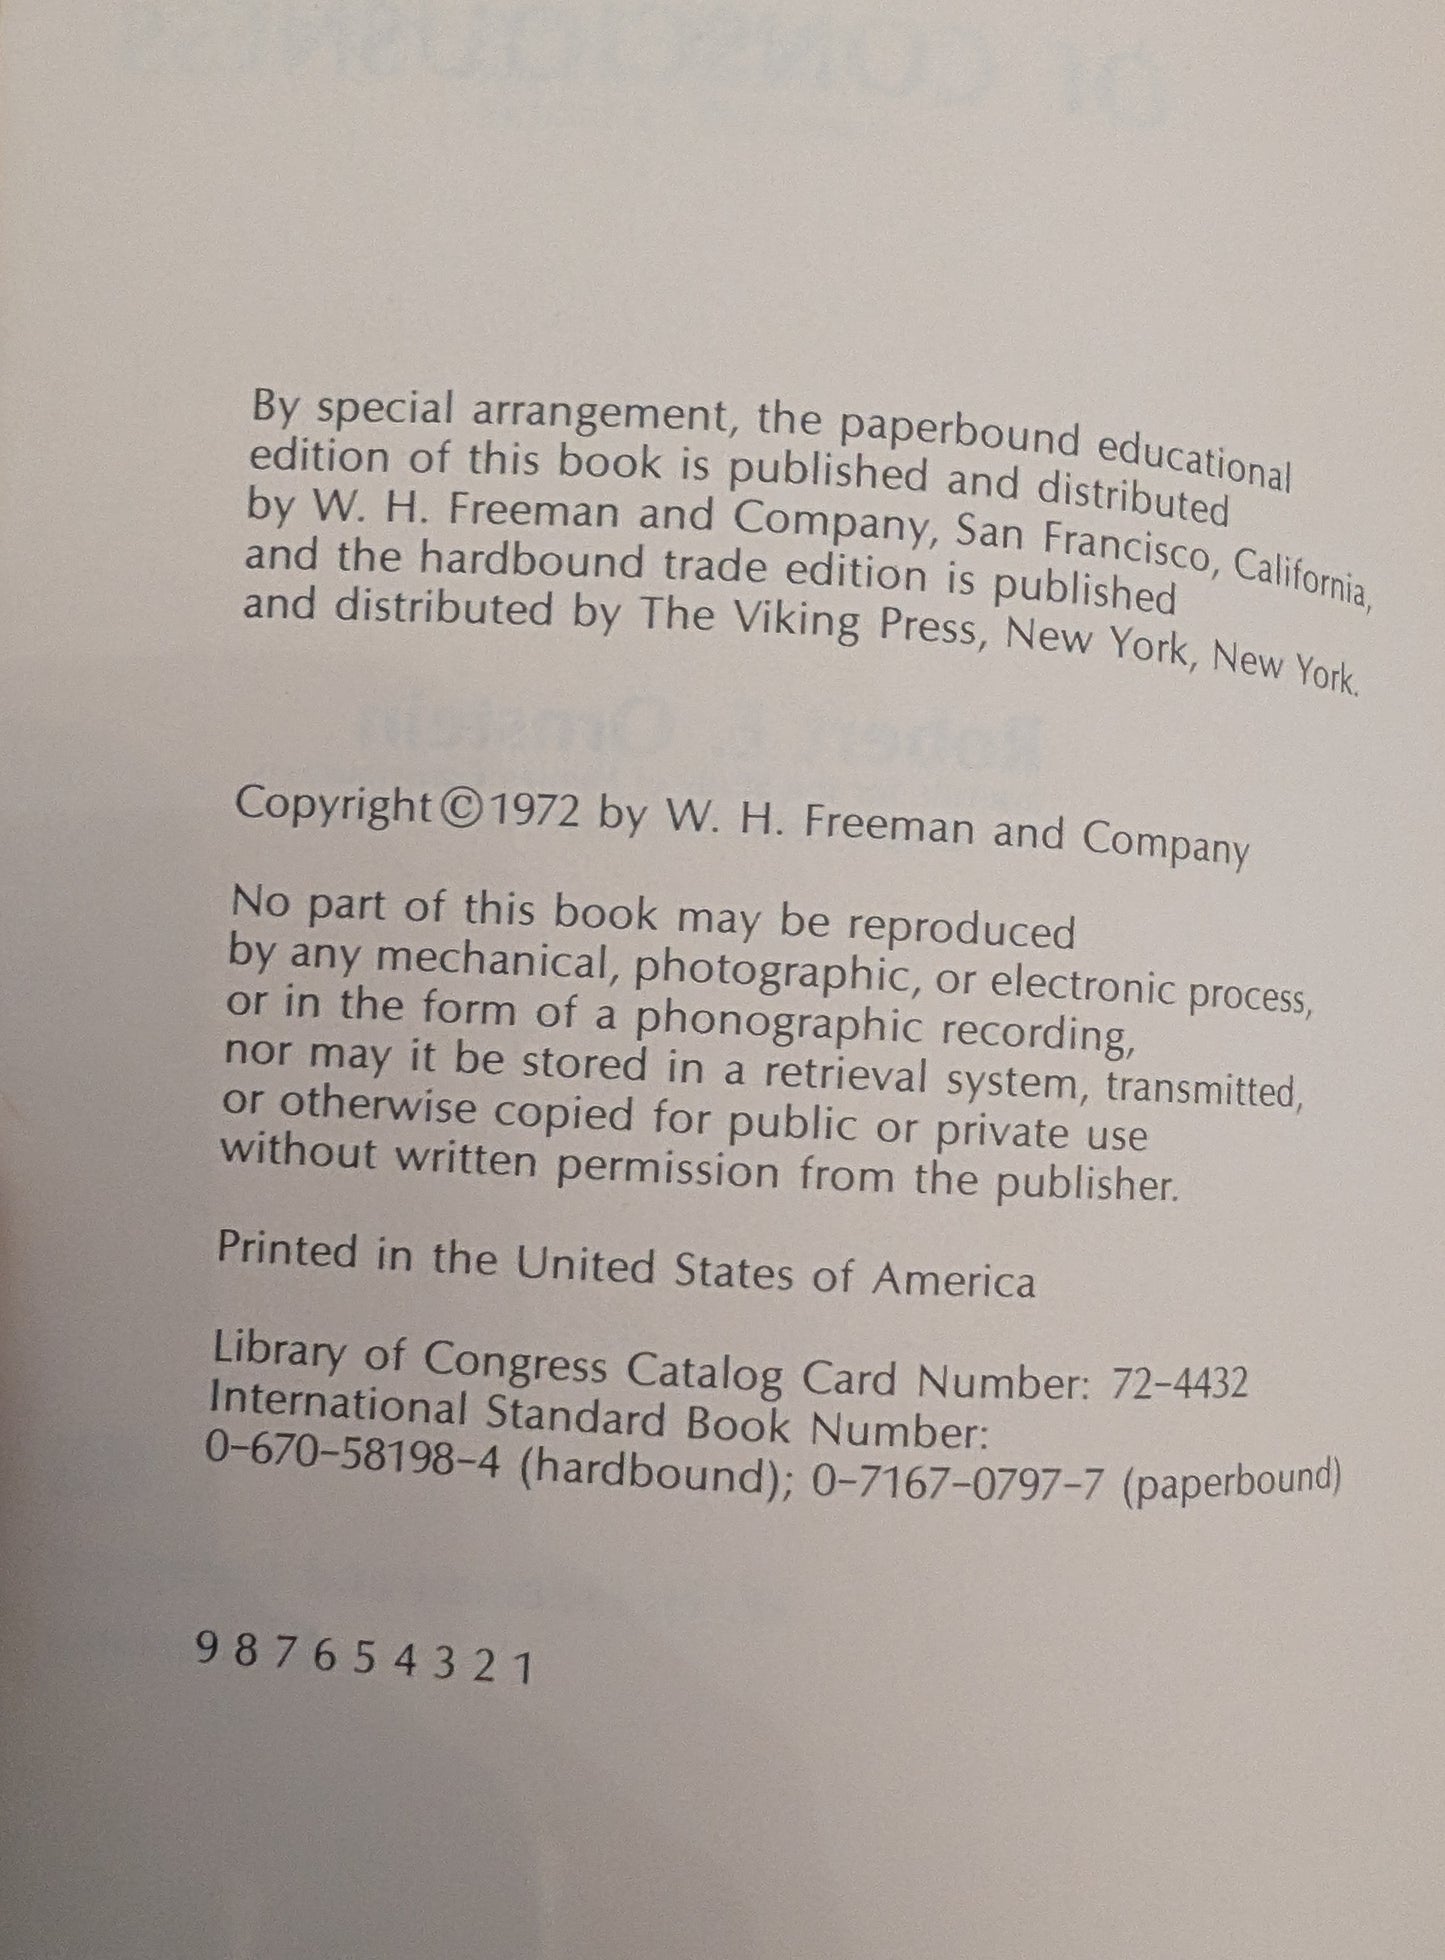 By special arrangement, the paperbound educational
edition of this book is published and distributed
by W. H. Freeman and Company, San Francisco, California,
and the hardbound trade edition is published
and distributed by The Viking Press, New York, New York.
Robert E. Ornstein
Copyright©1972 by W. H. Freeman and Company
No part of this book may be reproduced
by any mechanical, photographic, or electronic process,
or in the form of a phonographic recording,
nor may it be stored in a retrieval system, transmitted,
or otherwise copied for public or private use
without written permission from the publisher.
Printed in the United States of America
Library of Congress Catalog Card Number: 72-4432
International Standard Book Number:
0-670-58198-4 (hardbound); 0-7167-0797-7 (paperbound)
9 8 7 6 5 4 3 2 1